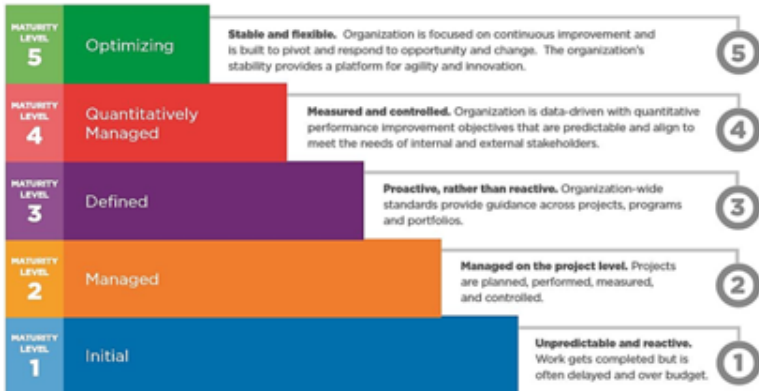 MATURITY
LEVEL
5
Optimizing
Stable and flexible. Organization is focused on continuous improvement and
is built to pivot and respond to opportunity and change. The organization's
stability provides a platform for agility and innovation.
5
MATURITY
LEVEL
4
Quantitatively
Managed
Measured and controlled. Organization is data-driven with quantitative
performance improvement objectives that are predictable and align to
meet the needs of internal and external stakeholders.
4
MATURITY
LEVEL
3
Defined
Proactive, rather than reactive. Organization-wide
standards provide guidance across projects, programs
and portfolios.
3
MATURITY
LEVEL
2
Managed
Managed on the project level. Projects
are planned, performed, measured,
and controlled.
2
MATURITY
LEVEL
1
Initial
Unpredictable and reactive.
Work gets completed but is
often delayed and over budget.
1